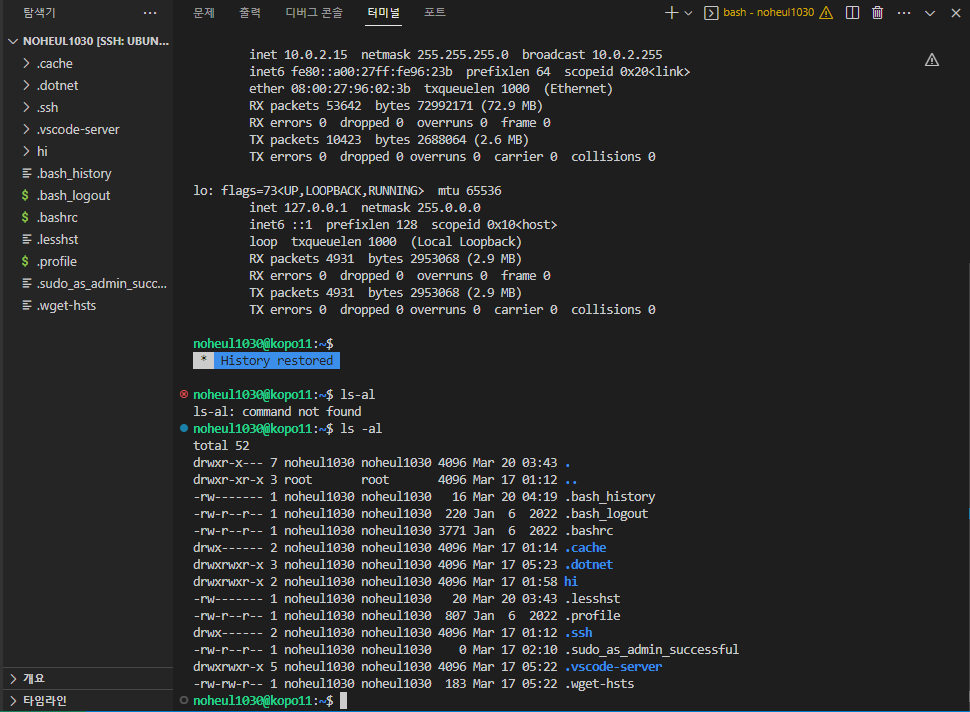 탐색기
NOHEUL1030 [SSH: UBUN...
.cache
.dotnet
.ssh
.vscode-server
hi
.bash_history
.bash_logout
.bashrc
.lesshst
.profile
.sudo_as_admin_succ...
.wget-hsts
개요
타임라인
문제 출력 디버그 콘솔 터미널 포트
bash - noheul1030
inet 10.0.2.15  netmask 255.255.255.0  broadcast 10.0.2.255
inet6 fe80::a00:27ff:fe96:23b  prefixlen 64  scopeid 0x20<link>
ether 08:00:27:96:02:3b  txqueuelen 1000  (Ethernet)
RX packets 53642  bytes 72992171 (72.9 MB)
RX errors 0  dropped 0  overruns 0  frame 0
TX packets 10423  bytes 2688064 (2.6 MB)
TX errors 0  dropped 0 overruns 0  carrier 0  collisions 0
lo: flags=73<UP,LOOPBACK,RUNNING>  mtu 65536
inet 127.0.0.1  netmask 255.0.0.0
inet6 ::1  prefixlen 128  scopeid 0x10<host>
loop  txqueuelen 1000  (Local Loopback)
RX packets 4931  bytes 2953068 (2.9 MB)
RX errors 0  dropped 0  overruns 0  frame 0
TX packets 4931  bytes 2953068 (2.9 MB)
TX errors 0  dropped 0 overruns 0  carrier 0  collisions 0
noheul1030@kopo11:~$
* History restored
noheul1030@kopo11:~$ ls-al
ls-al: command not found
noheul1030@kopo11:~$ ls -al
total 52
drwxr-x--- 7 noheul1030 noheul1030 4096 Mar 20 03:43 .
drwxr-xr-x 3 root       root       4096 Mar 17 01:12 ..
-rw------- 1 noheul1030 noheul1030   16 Mar 20 04:19 .bash_history
-rw-r--r-- 1 noheul1030 noheul1030  220 Jan  6  2022 .bash_logout
-rw-r--r-- 1 noheul1030 noheul1030 3771 Jan  6  2022 .bashrc
drwx------ 2 noheul1030 noheul1030 4096 Mar 17 01:14 .cache
drwxrwxr-x 3 noheul1030 noheul1030 4096 Mar 17 05:23 .dotnet
drwxrwxr-x 2 noheul1030 noheul1030 4096 Mar 17 01:58 hi
-rw------- 1 noheul1030 noheul1030   20 Mar 20 03:43 .lesshst
-rw-r--r-- 1 noheul1030 noheul1030  807 Jan  6  2022 .profile
drwx------ 2 noheul1030 noheul1030 4096 Mar 17 01:12 .ssh
-rw-r--r-- 1 noheul1030 noheul1030    0 Mar 17 02:10 .sudo_as_admin_successful
drwxrwxr-x 5 noheul1030 noheul1030 4096 Mar 17 05:22 .vscode-server
-rw-rw-r-- 1 noheul1030 noheul1030  183 Mar 17 05:22 .wget-hsts
noheul1030@kopo11:~$